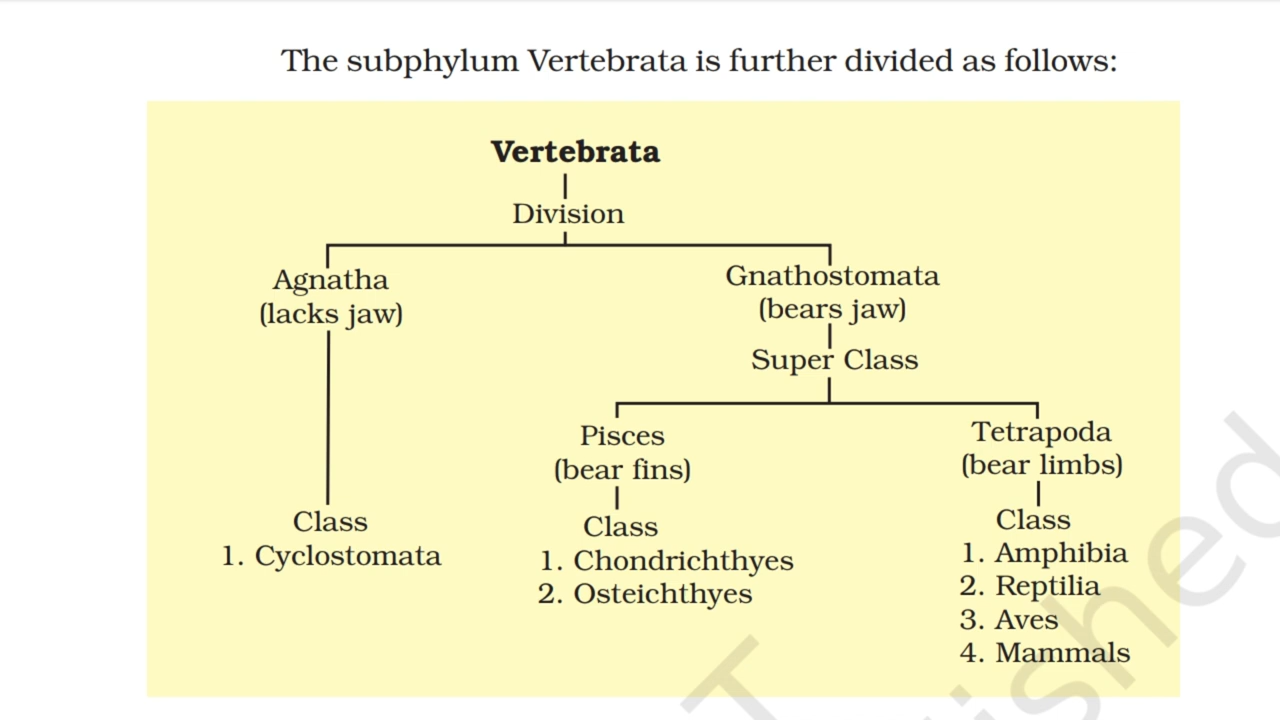 The subphylum Vertebrata is further divided as follows:
Vertebrata
Division
Agnatha
(lacks jaw)
Gnathostomata
(bears jaw)
Super Class
Pisces
(bear fins)
Tetrapoda
(bear limbs)
Class
1. Cyclostomata
Class
1. Chondrichthyes
2. Osteichthyes
Class
1. Amphibia
2. Reptilia
3. Aves
4. Mammals